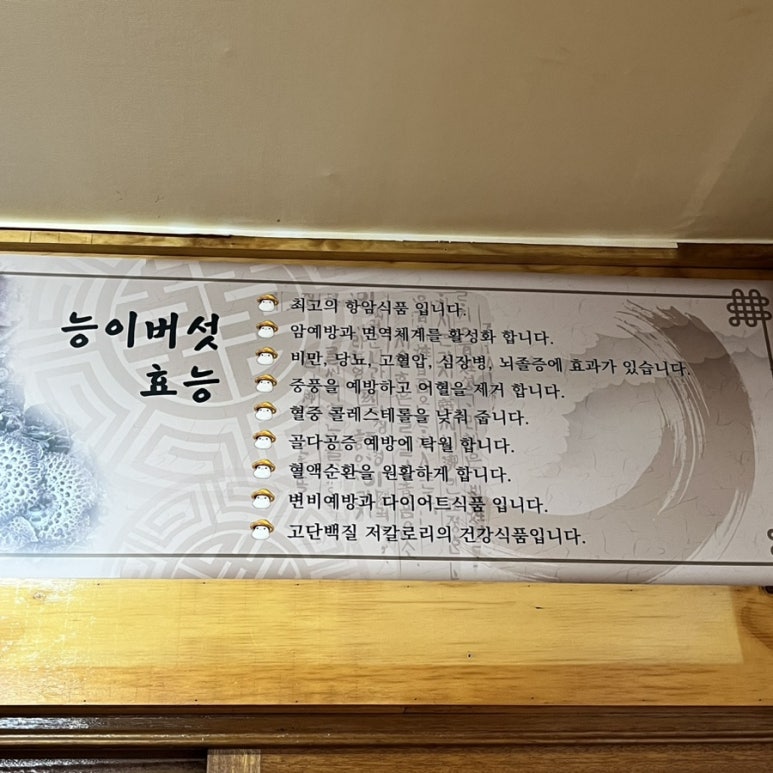 능이버섯
효능
최고의 항암식품 입니다.
암예방과 면역체계를 활성화 합니다.
비만, 당뇨, 고혈압, 심장병, 뇌졸증에 효과가 있습니다.
중풍을 예방하고 어혈을 제거 합니다.
혈중 콜레스테롤을 낮춰 줍니다.
골다공증 예방에 탁월 합니다.
혈액순환을 원활하게 합니다.
변비예방과 다이어트식품 입니다.
고단백질 저칼로리의 건강식품입니다.